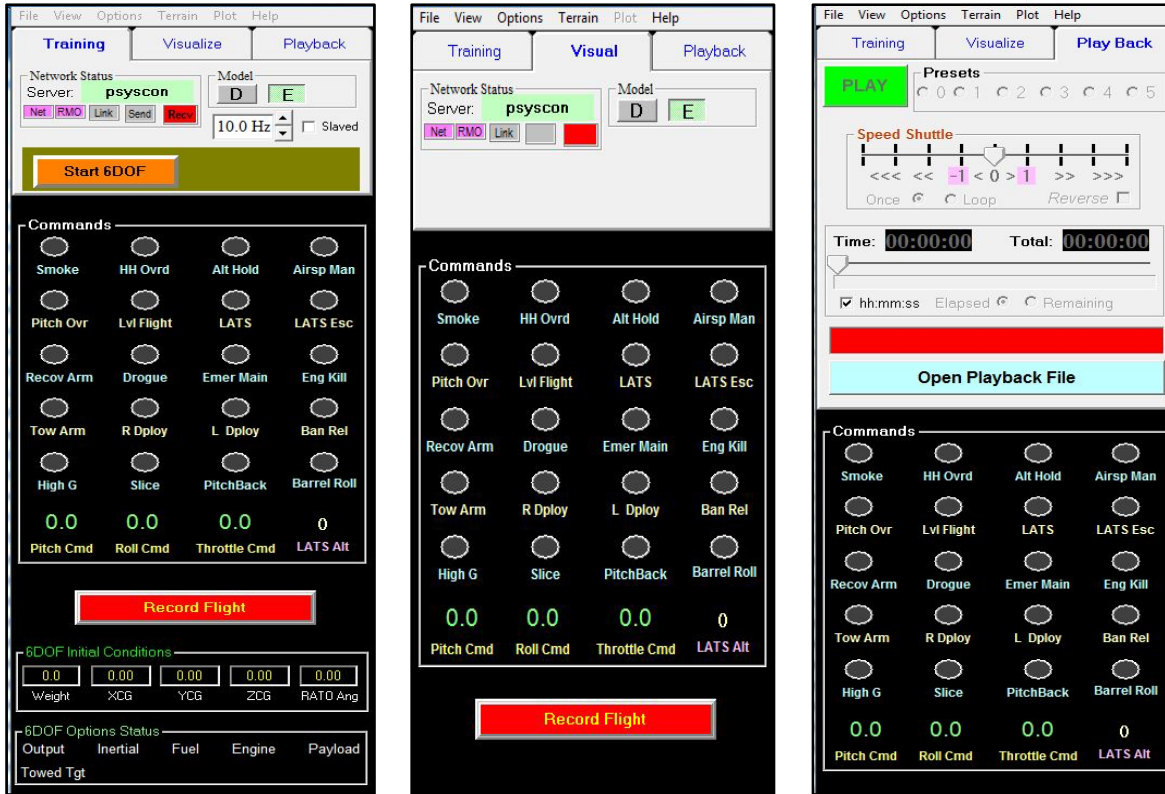 File View Options Terrain Plot Help
Training Visualize Playback
Network Status Model
Server: psyscon D E
Net RMO Link Send Recv
10.0 Hz Slaved
Start 6DOF
Commands
Smoke HH Ovrd Alt Hold Airsp Man
Pitch Ovr Lvl Flight LATS LATS Esc
Recov Arm Drogue Emer Main Eng Kill
Tow Arm R Dploy L Dploy Ban Rel
High G Slice PitchBack Barrel Roll
0.0 0.0 0.0 0
Pitch Cmd Roll Cmd Throttle Cmd LATS Alt
Record Flight
6DOF Initial Conditions
0.0 0.00 0.00 0.00 0.00
Weight XCG YCG ZCG RATO Ang
6DOF Options Status
Output Inertial Fuel Engine Payload
Towed Tgt
File View Options Terrain Plot Help
Training Visual Playback
Network Status Model
Server: psyscon D E
Net RMO Link
Commands
Smoke HH Ovrd Alt Hold Airsp Man
Pitch Ovr Lvl Flight LATS LATS Esc
Recov Arm Drogue Emer Main Eng Kill
Tow Arm R Dploy L Dploy Ban Rel
High G Slice PitchBack Barrel Roll
0.0 0.0 0.0 0
Pitch Cmd Roll Cmd Throttle Cmd LATS Alt
Record Flight
File View Options Terrain Plot Help
Training Visualize Play Back
PLAY Presets
0 1 2 3 4 5
Speed Shuttle
<<< << -1 < 0 > 1 >> >>>
Once Loop Reverse
Time: 00:00:00 Total: 00:00:00
hh:mm:ss Elapsed Remaining
Open Playback File
Commands
Smoke HH Ovrd Alt Hold Airsp Man
Pitch Ovr Lvl Flight LATS LATS Esc
Recov Arm Drogue Emer Main Eng Kill
Tow Arm R Dploy L Dploy Ban Rel
High G Slice PitchBack Barrel Roll
0.0 0.0 0.0 0
Pitch Cmd Roll Cmd Throttle Cmd LATS Alt